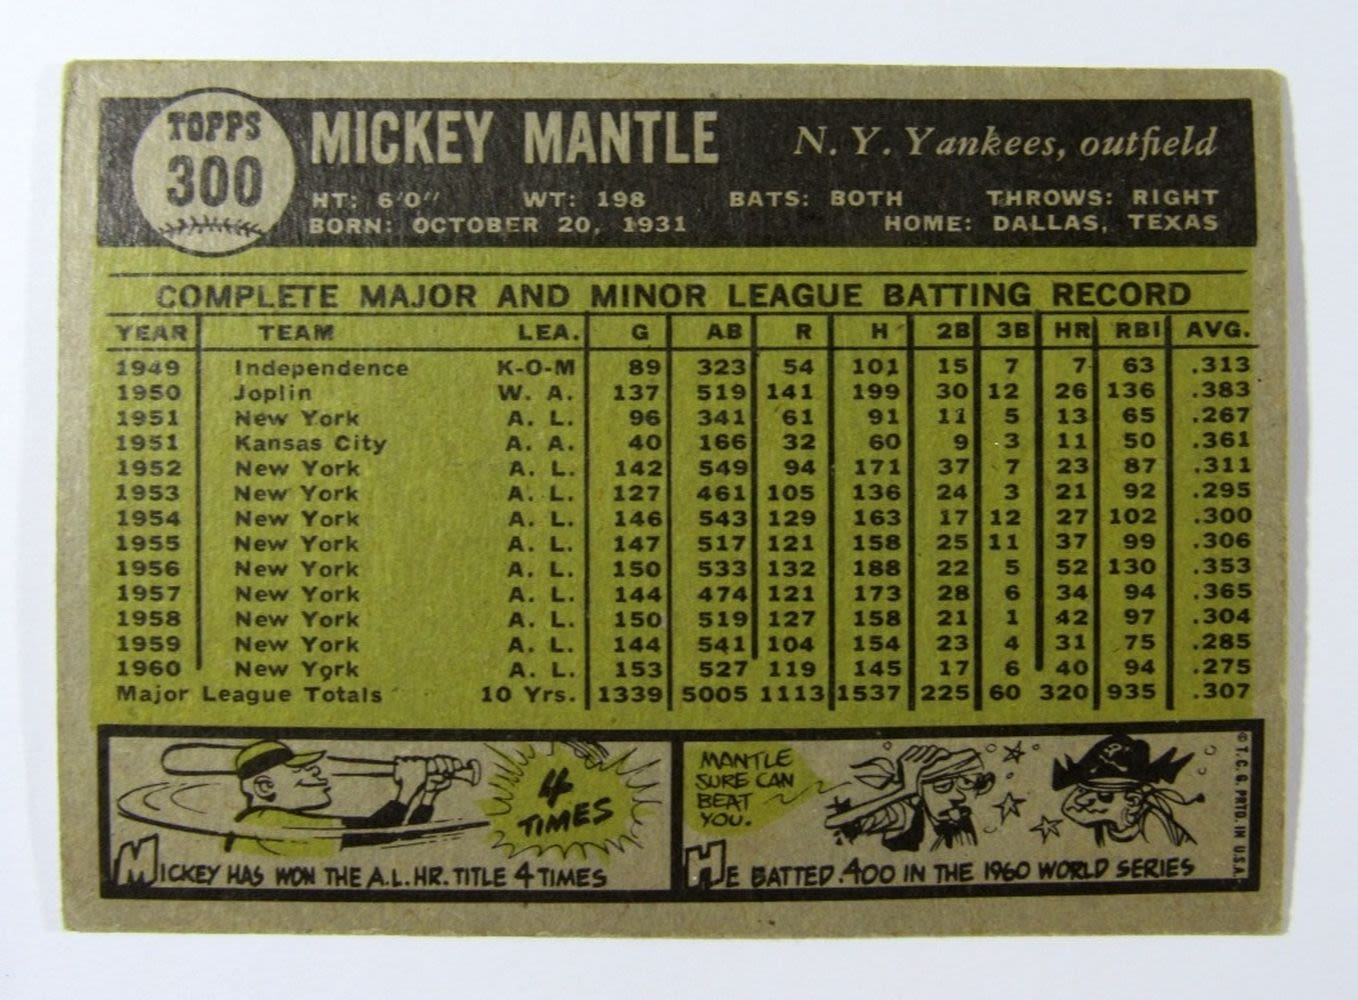 TOPPS
300
MICKEY MANTLE N. Y. Yankees, outfield
HT: 6'0" WT: 198 BATS: BOTH THROWS: RIGHT
BORN: OCTOBER 20, 1931 HOME: DALLAS, TEXAS
COMPLETE MAJOR AND MINOR LEAGUE BATTING RECORD
YEAR TEAM LEA. G AB R H 2B 3B HR RBI AVG.
1949 Independence K-O-M 89 323 54 101 15 7 7 63 .313
1950 Joplin W. A. 137 519 141 199 30 12 26 136 .383
1951 New York A. L. 96 341 61 91 11 5 13 65 .267
1951 Kansas City A. A. 40 166 32 60 9 3 11 50 .361
1952 New York A. L. 142 549 94 171 37 7 23 87 .311
1953 New York A. L. 127 461 105 136 24 3 21 92 .295
1954 New York A. L. 146 543 129 163 17 12 27 102 .300
1955 New York A. L. 147 517 121 158 25 11 37 99 .306
1956 New York A. L. 150 533 132 188 22 5 52 130 .353
1957 New York A. L. 144 474 121 173 28 6 34 94 .365
1958 New York A. L. 150 519 127 158 21 1 42 97 .304
1959 New York A. L. 144 541 104 154 23 4 31 75 .285
1960 New York A. L. 153 527 119 145 17 6 40 94 .275
Major League Totals 10 Yrs. 1339 5005 1113 1537 225 60 320 935 .307
4
TIMES
MICKEY HAS WON THE A.L. HR. TITLE 4 TIMES
MANTLE
SURE CAN
BEAT
YOU.
HE BATTED .400 IN THE 1960 WORLD SERIES
© T. C. G. PRTD. IN U.S.A.